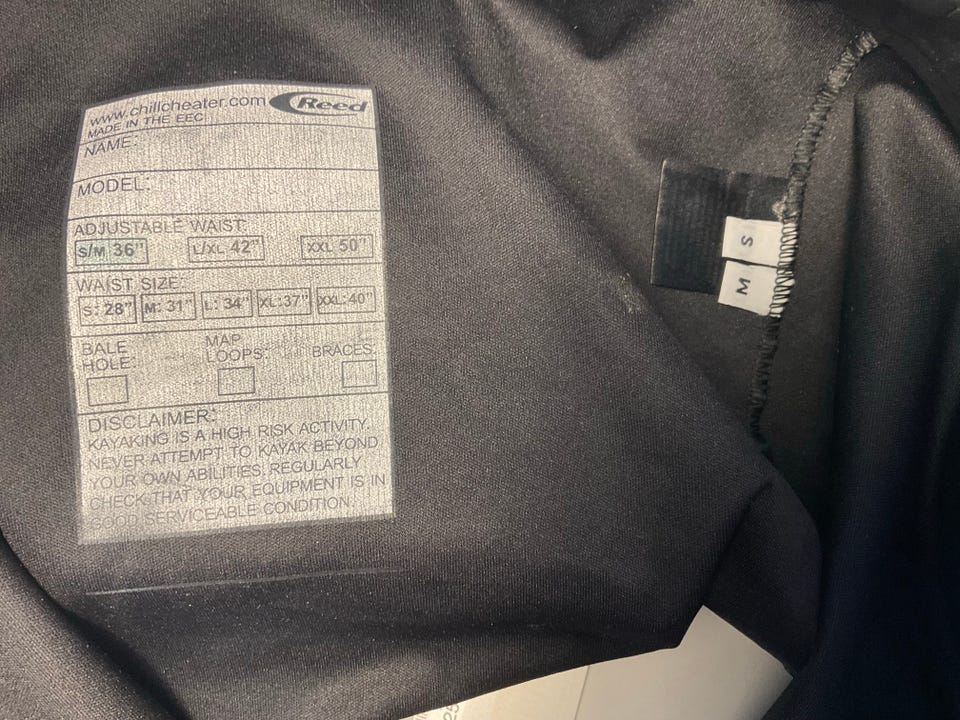 www.chillcheater.com Reed
MADE IN THE EEC
NAME:
MODEL:
ADJUSTABLE WAIST:
S/M 36" L/XL 42" XXL 50"
WAIST SIZE:
S: 28" M: 31" L: 34" XL:37" XXL:40"
BALE HOLE:
MAP LOOPS:
BRACES:
DISCLAIMER:
KAYAKING IS A HIGH RISK ACTIVITY,
NEVER ATTEMPT TO KAYAK BEYOND
YOUR OWN ABILITIES, REGULARLY
CHECK THAT YOUR EQUIPMENT IS IN
GOOD SERVICEABLE CONDITION.
S
M